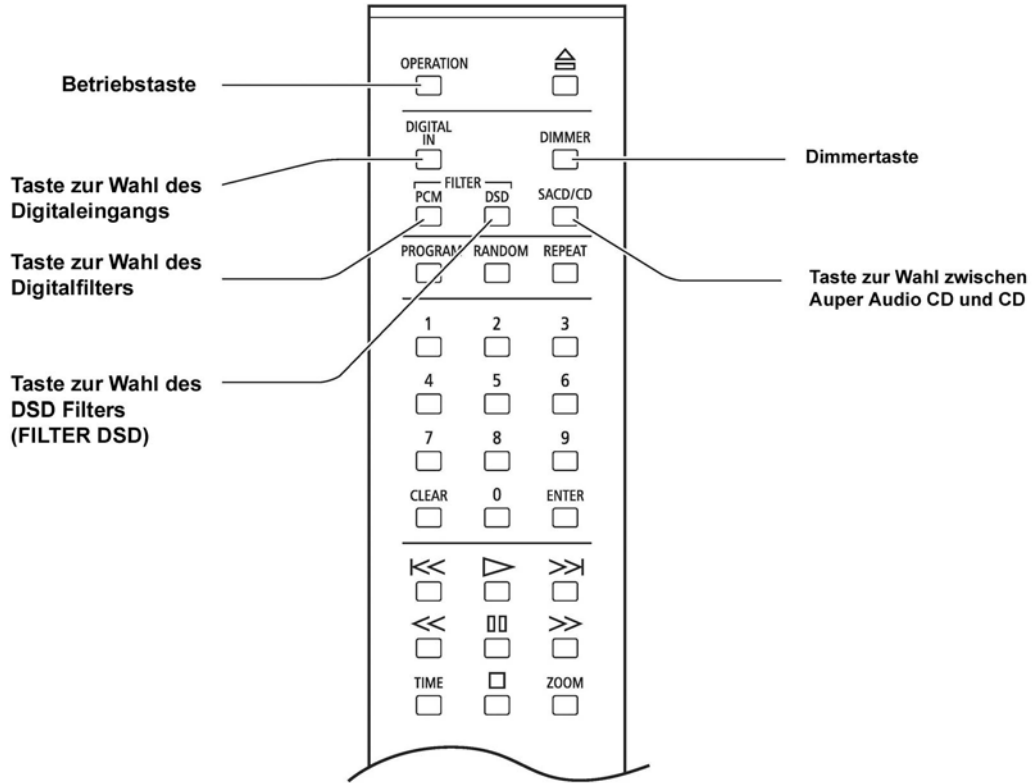 OPERATION
Betriebstaste
DIGITAL
IN
DIMMER
Dimmertaste
Taste zur Wahl des
Digitaleingangs
FILTER
PCM DSD SACD/CD
Taste zur Wahl des
Digitalfilters
PROGRAM RANDOM REPEAT
Taste zur Wahl zwischen
Auper Audio CD und CD
1 2 3
4 5 6
Taste zur Wahl des
DSD Filters
(FILTER DSD)
7 8 9
CLEAR 0 ENTER
TIME ZOOM